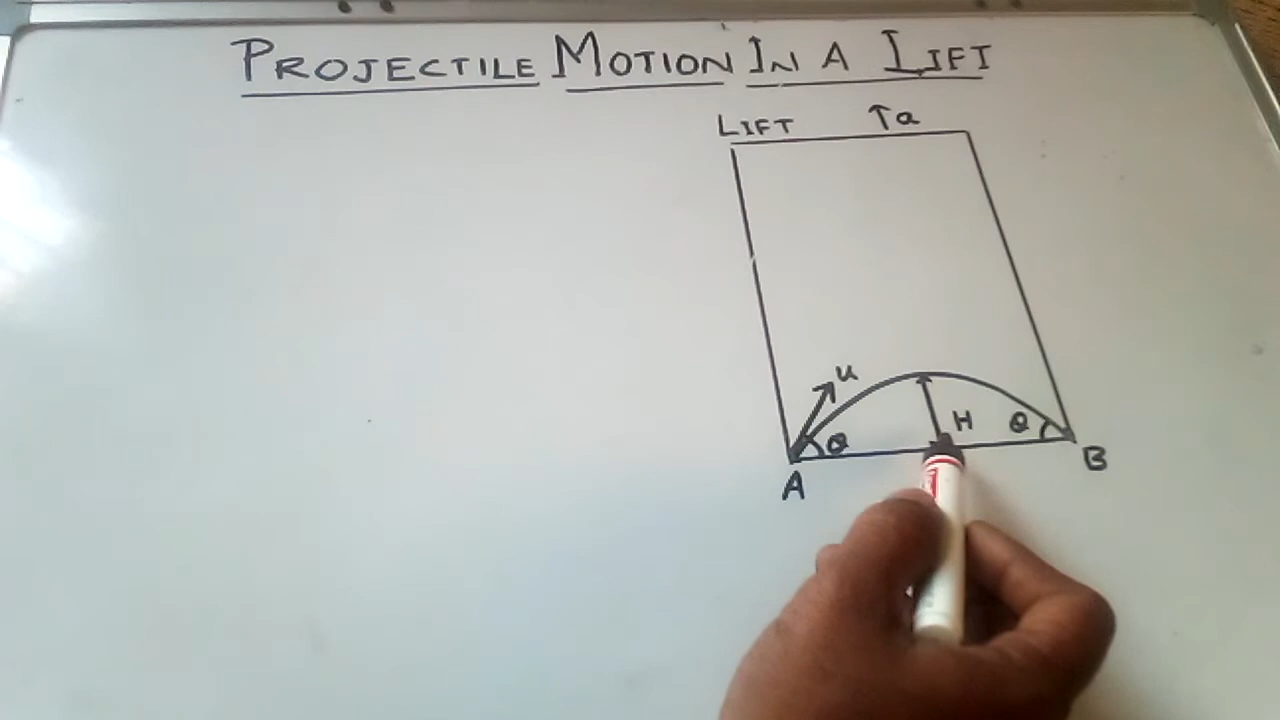 PROJECTILE MOTION IN A LIFT
LIFT ↑a
u
H
θ θ
A B